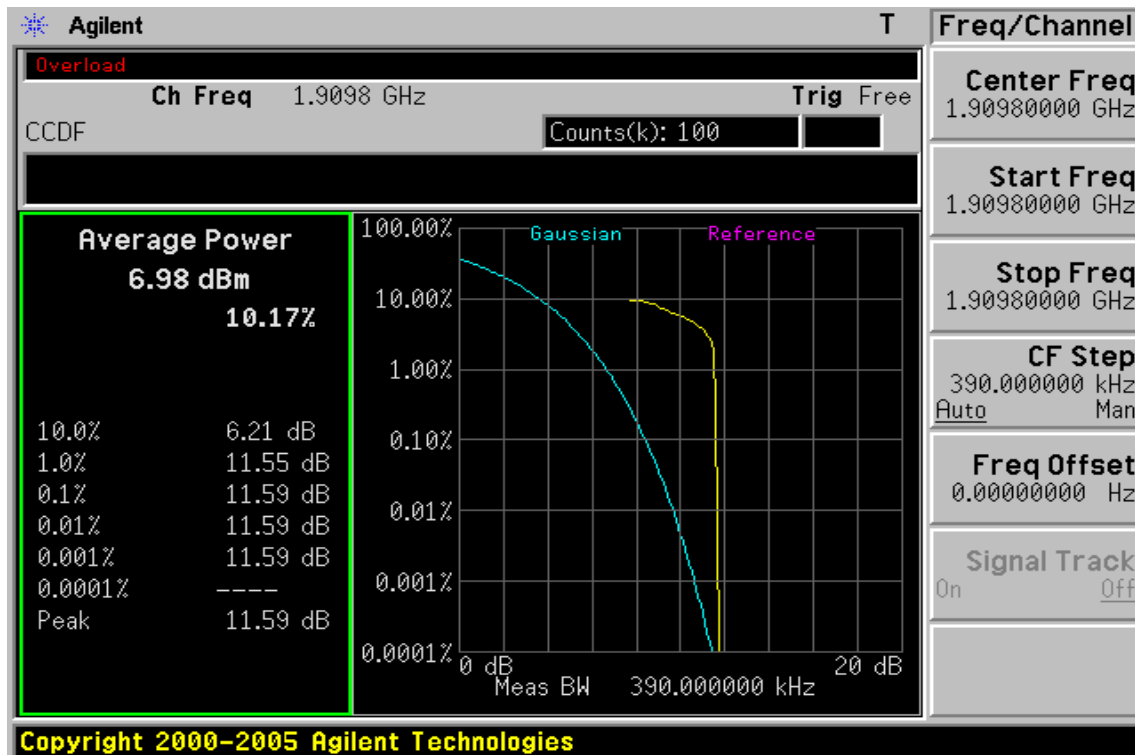 Agilent T Freq/Channel
Overload
Ch Freq 1.9098 GHz Trig Free
CCDF Counts(k): 100
Average Power
6.98 dBm
10.17%
10.0% 6.21 dB
1.0% 11.55 dB
0.1% 11.59 dB
0.01% 11.59 dB
0.001% 11.59 dB
0.0001% ----
Peak 11.59 dB
100.00%
10.00%
1.00%
0.10%
0.01%
0.001%
0.0001%
Gaussian Reference
0 dB 20 dB
Meas BW 390.000000 kHz
Center Freq
1.90980000 GHz
Start Freq
1.90980000 GHz
Stop Freq
1.90980000 GHz
CF Step
390.000000 kHz
Auto Man
Freq Offset
0.00000000 Hz
Signal Track
On Off
Copyright 2000-2005 Agilent Technologies